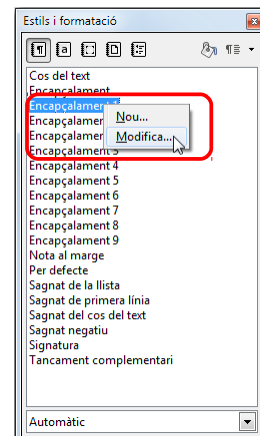 Estils i formatació
Cos del text
Encapçalament
Encapçalament 1
Nou...
Modifica...
Encapçalament 4
Encapçalament 5
Encapçalament 6
Encapçalament 7
Encapçalament 8
Encapçalament 9
Nota al marge
Per defecte
Sagnat de la llista
Sagnat de primera línia
Sagnat del cos del text
Sagnat negatiu
Signatura
Tancament complementari
Automàtic